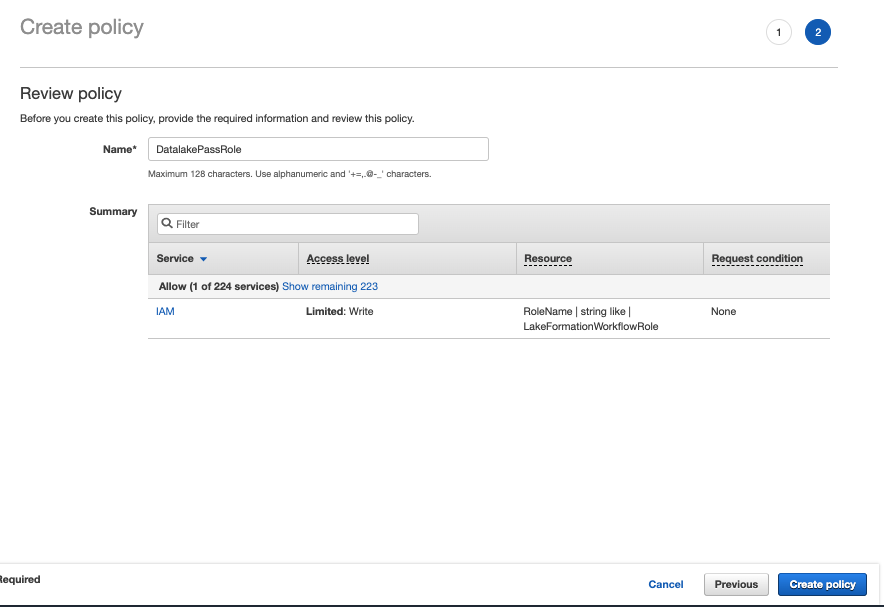 Create policy
1
2
Review policy
Before you create this policy, provide the required information and review this policy.
Name*
DatalakePassRole
Maximum 128 characters. Use alphanumeric and '+=,.@-_' characters.
Summary
Filter
Service Access level Resource Request condition
Allow (1 of 224 services) Show remaining 223
IAM Limited: Write RoleName | string like | None
LakeFormationWorkflowRole
Required
Cancel Previous Create policy